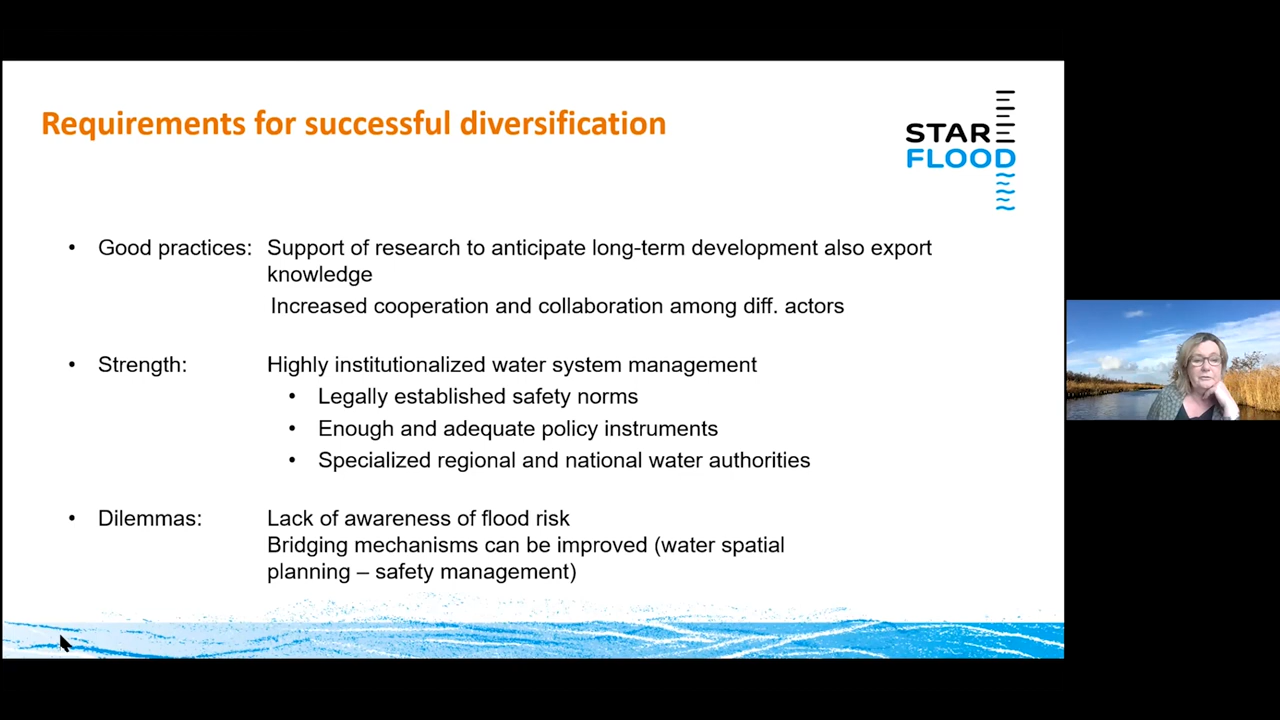 Requirements for successful diversification
STAR
FLOOD
• Good practices: Support of research to anticipate long-term development also export
knowledge
Increased cooperation and collaboration among diff. actors
• Strength: Highly institutionalized water system management
• Legally established safety norms
• Enough and adequate policy instruments
• Specialized regional and national water authorities
• Dilemmas: Lack of awareness of flood risk
Bridging mechanisms can be improved (water spatial
planning – safety management)